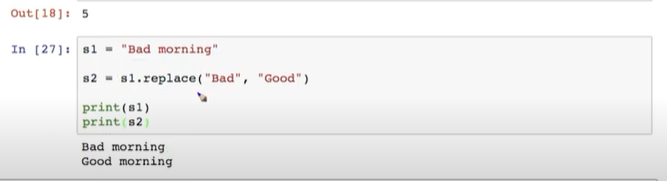 Out[18]: 5
In [27]: s1 = "Bad morning"
s2 = s1.replace("Bad", "Good")
print(s1)
print(s2)
Bad morning
Good morning